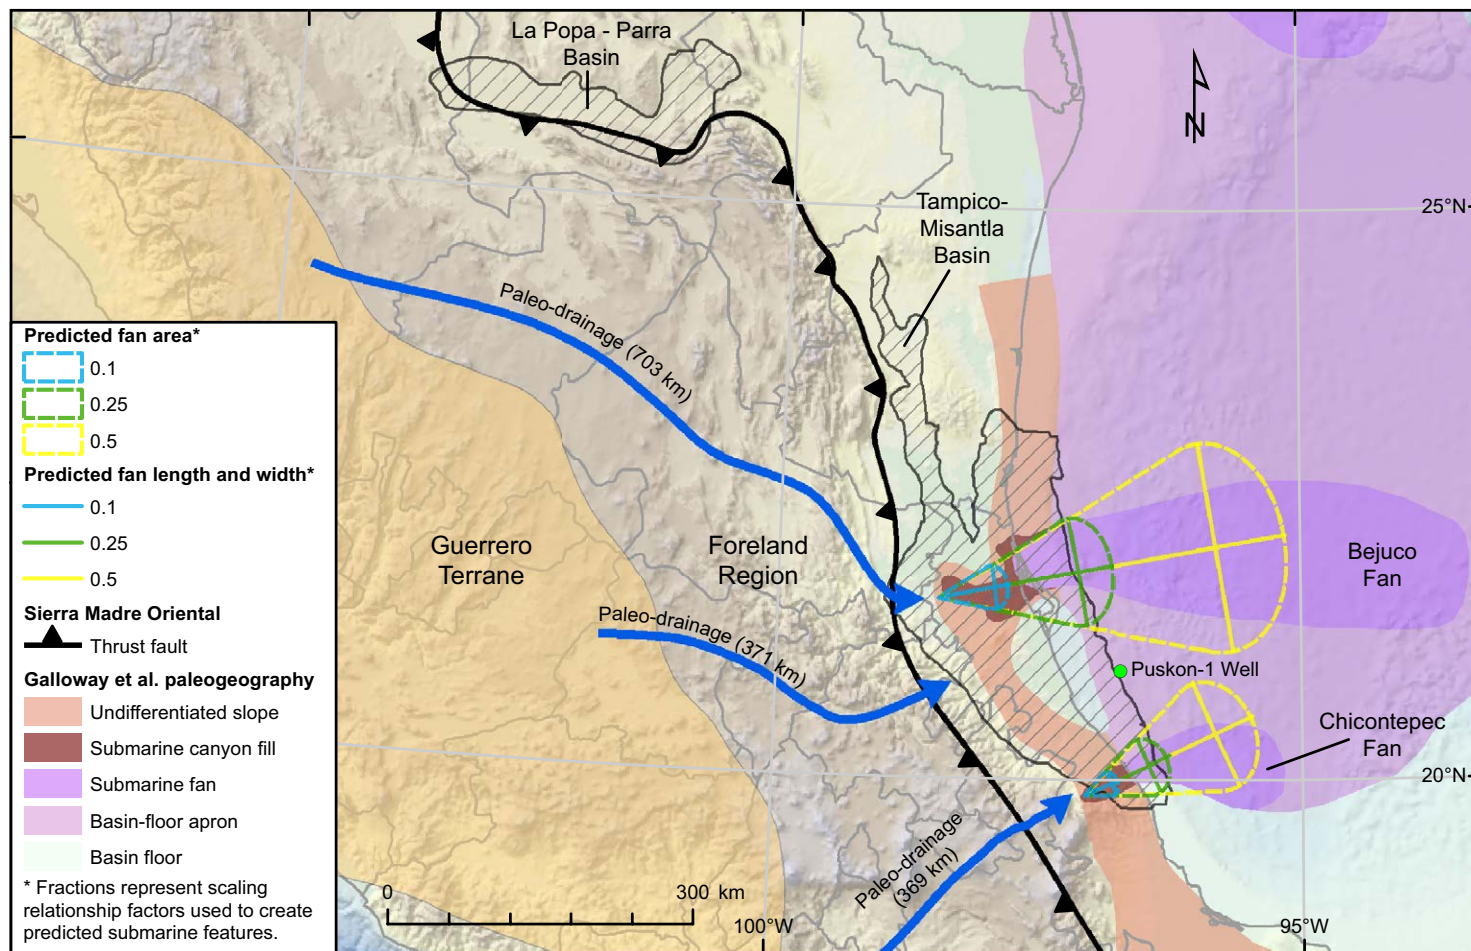 La Popa - Parra
Basin
N
Tampico-
Misantla
Basin
25°N
Paleo-drainage (703 km)
Predicted fan area*
0.1
0.25
0.5
Predicted fan length and width*
0.1
0.25
0.5
Sierra Madre Oriental
Thrust fault
Galloway et al. paleogeography
Undifferentiated slope
Submarine canyon fill
Submarine fan
Basin-floor apron
Basin floor
* Fractions represent scaling
relationship factors used to create
predicted submarine features.
Guerrero
Terrane
Foreland
Region
Bejuco
Fan
Paleo-drainage (371 km)
Puskon-1 Well
Chicontepec
Fan
20°N
Paleo-drainage
(369 km)
0
300 km
100°W
95°W